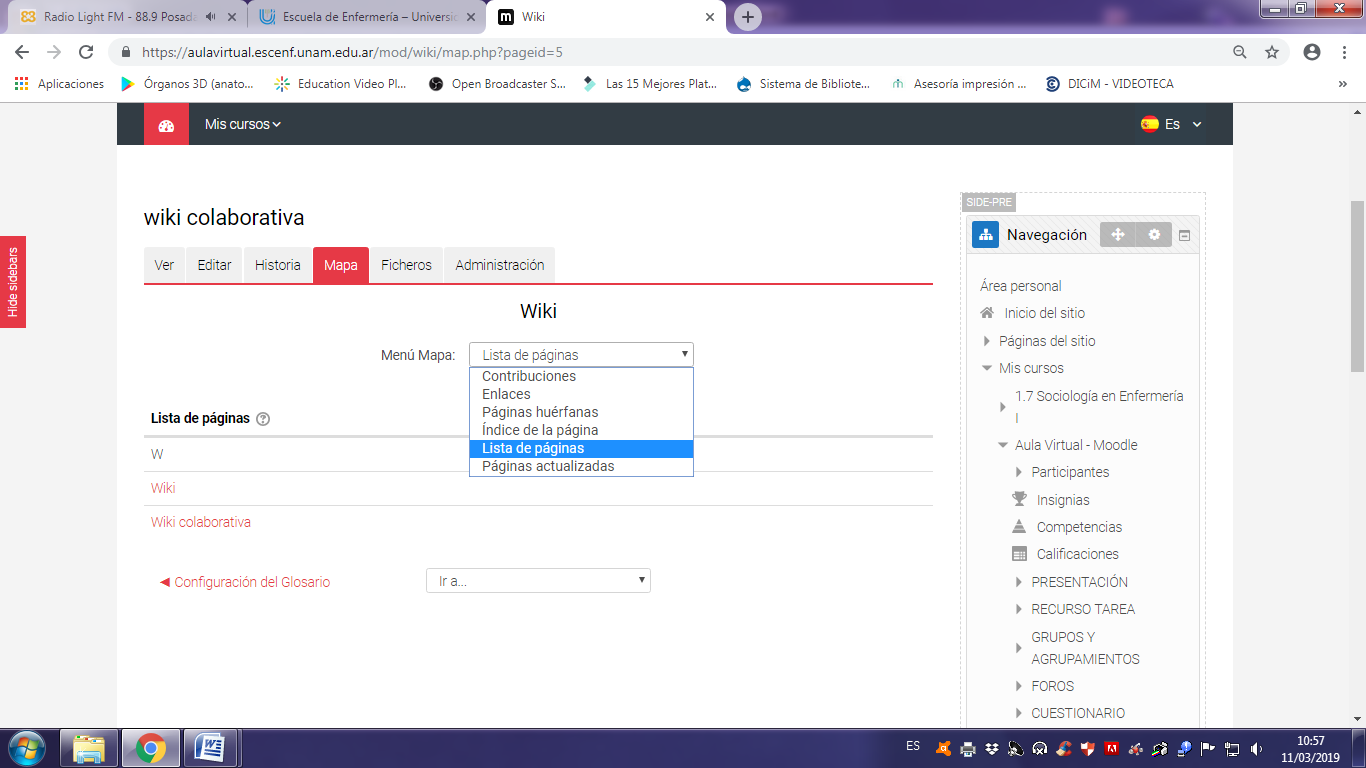 Radio Light FM - 88.9 Posada
Escuela de Enfermería – Universid
Wiki
https://aulavirtual.escenf.unam.edu.ar/mod/wiki/map.php?pageid=5
Aplicaciones
Órganos 3D (anato...
Education Video Pl...
Open Broadcaster S...
Las 15 Mejores Plat...
Sistema de Bibliote...
Asesoría impresión ...
DICiM - VIDEOTECA
»
Mis cursos
Es
Hide sidebars
wiki colaborativa
Ver
Editar
Historia
Mapa
Ficheros
Administración
Wiki
Menú Mapa:
Lista de páginas
Contribuciones
Enlaces
Páginas huérfanas
Índice de la página
Lista de páginas
Páginas actualizadas
Lista de páginas
W
Wiki
Wiki colaborativa
◄ Configuración del Glosario
Ir a...
SIDE-PRE
Navegación
Área personal
Inicio del sitio
Páginas del sitio
Mis cursos
1.7 Sociología en Enfermería
I
Aula Virtual - Moodle
Participantes
Insignias
Competencias
Calificaciones
PRESENTACIÓN
RECURSO TAREA
GRUPOS Y
AGRUPAMIENTOS
FOROS
CUESTIONARIO
ES
10:57
11/03/2019